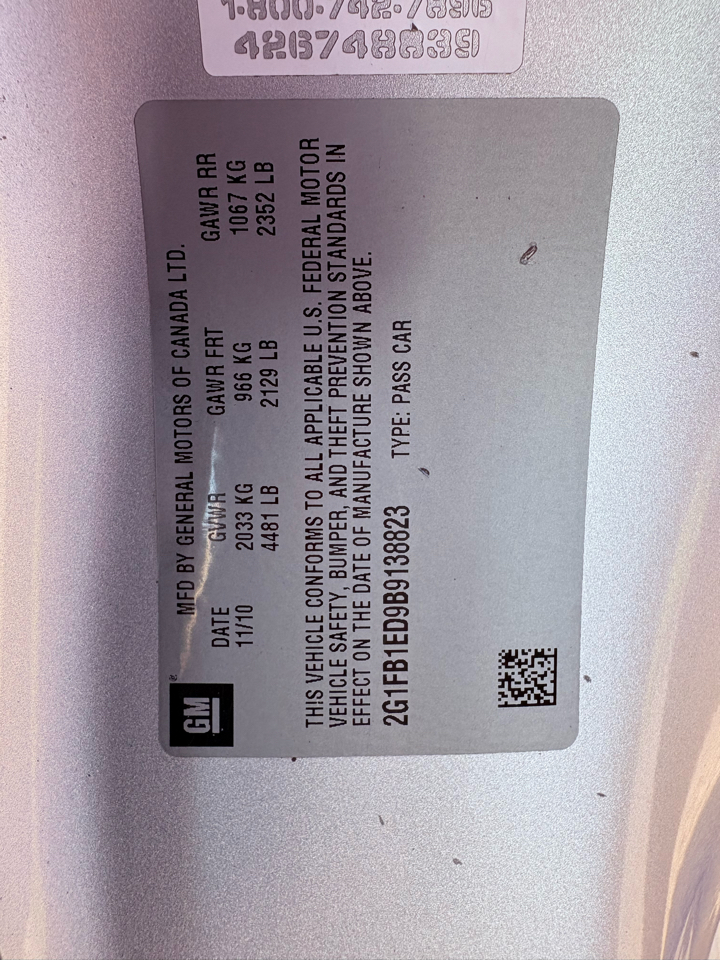 1-800-742-7896
426748839
MFD BY GENERAL MOTORS OF CANADA LTD.
DATE GVWR GAWR FRT GAWR RR
11/10 2033 KG 966 KG 1067 KG
4481 LB 2129 LB 2352 LB
THIS VEHICLE CONFORMS TO ALL APPLICABLE U.S. FEDERAL MOTOR
VEHICLE SAFETY, BUMPER, AND THEFT PREVENTION STANDARDS IN
EFFECT ON THE DATE OF MANUFACTURE SHOWN ABOVE.
2G1FB1ED9B9138823 TYPE: PASS CAR
GM